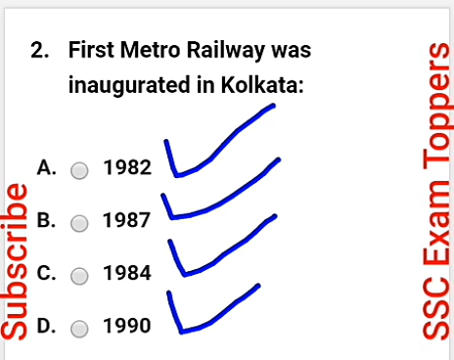 2. First Metro Railway was
inaugurated in Kolkata:
A. 1982
B. 1987
C. 1984
D. 1990
Subscribe
SSC Exam Toppers